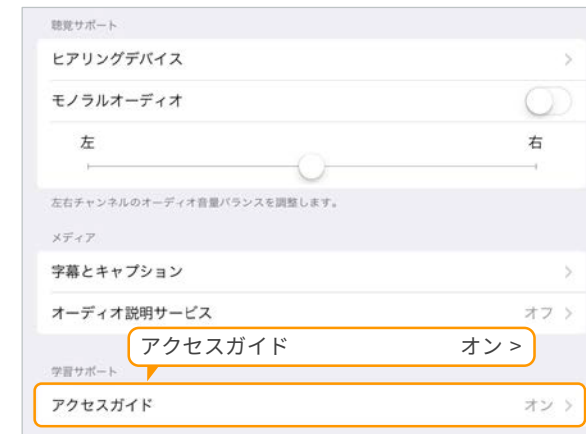 聴覚サポート
ヒアリングデバイス >
モノラルオーディオ
左 右
左右チャンネルのオーディオ音量バランスを調整します。
メディア
字幕とキャプション >
オーディオ説明サービス オフ >
アクセスガイド オン >
学習サポート
アクセスガイド オン >